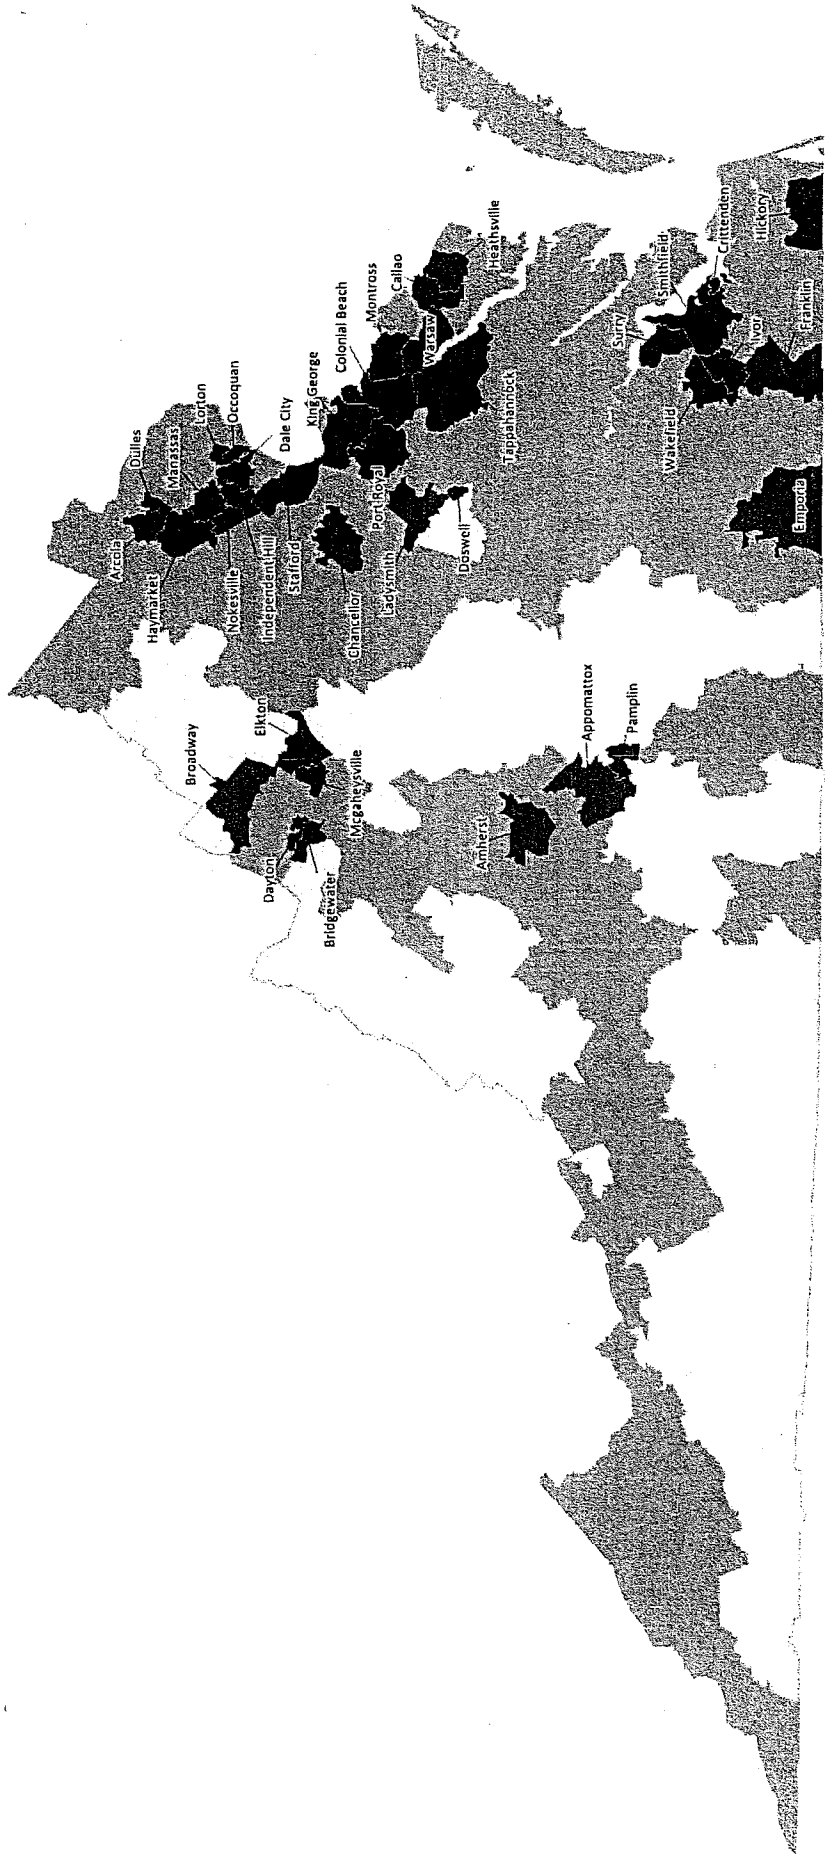 Arcola
Dulles
Haymarket
Manassas
Lorton
Occoquan
Nokesville
Dale City
Independent Hill
Stafford
King George
Colonial Beach
Montross
Callao
Heathsville
Warsaw
Chancellor
Port Royal
Ladysmith
Tappahannock
Doswell
Broadway
Elkton
Mcgaheysville
Dayton
Bridgewater
Amherst
Appomattox
Pamplin
Surry
Smithfield
Crittenden
Wakefield
Ivor
Hickory
Franklin
Emporia